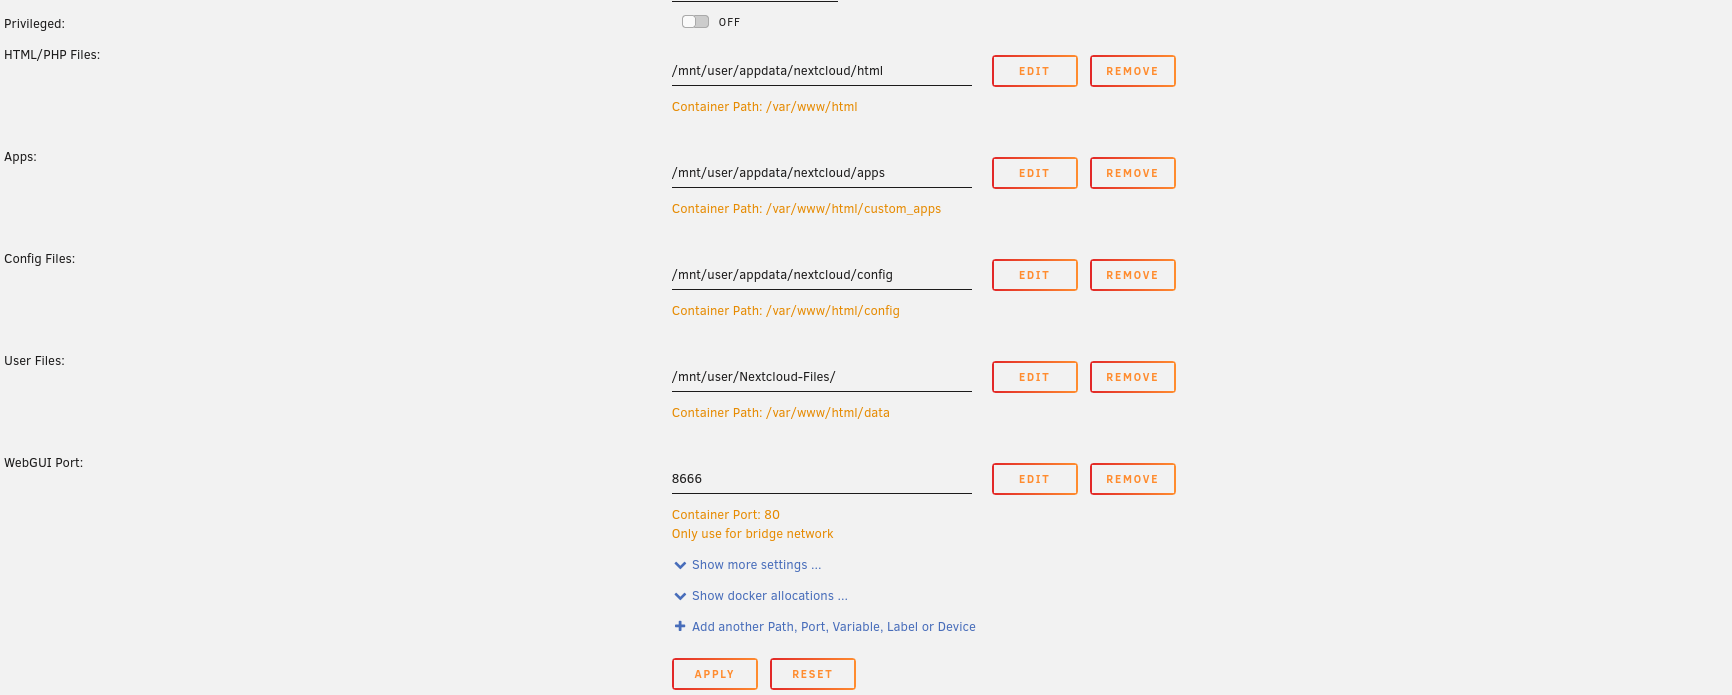 Privileged:
OFF
HTML/PHP Files:
/mnt/user/appdata/nextcloud/html
EDIT
REMOVE
Container Path: /var/www/html
Apps:
/mnt/user/appdata/nextcloud/apps
EDIT
REMOVE
Container Path: /var/www/html/custom_apps
Config Files:
/mnt/user/appdata/nextcloud/config
EDIT
REMOVE
Container Path: /var/www/html/config
User Files:
/mnt/user/Nextcloud-Files/
EDIT
REMOVE
Container Path: /var/www/html/data
WebGUI Port:
8666
EDIT
REMOVE
Container Port: 80
Only use for bridge network
Show more settings ...
Show docker allocations ...
Add another Path, Port, Variable, Label or Device
APPLY
RESET